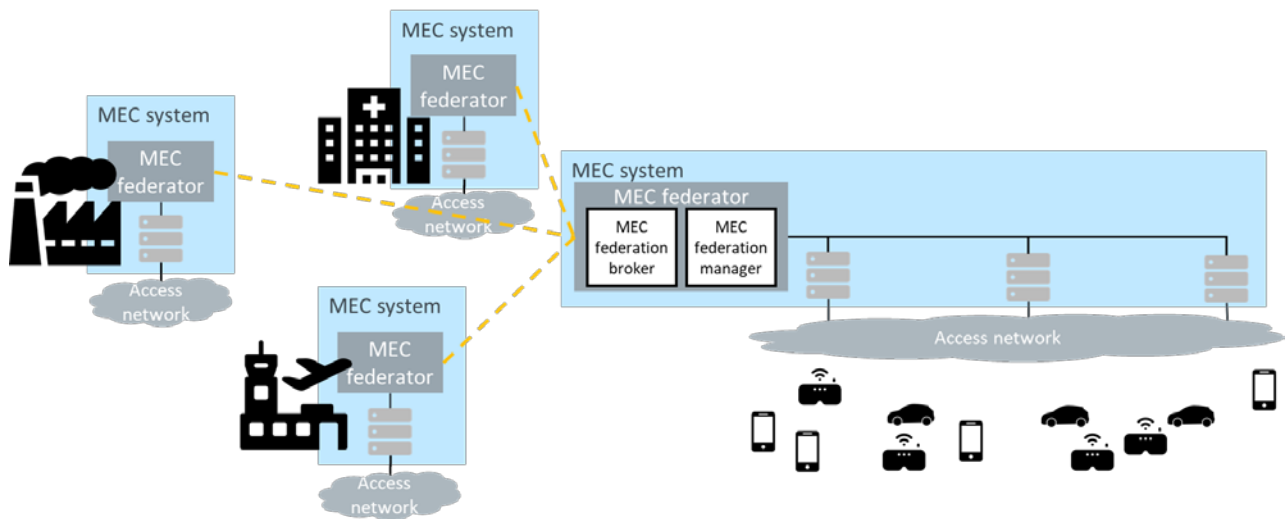 MEC system
MEC
federator
Access
network
MEC system
MEC
federator
Access
network
MEC system
MEC
federator
Access
network
MEC system
MEC federator
MEC
federation
broker
MEC
federation
manager
Access network